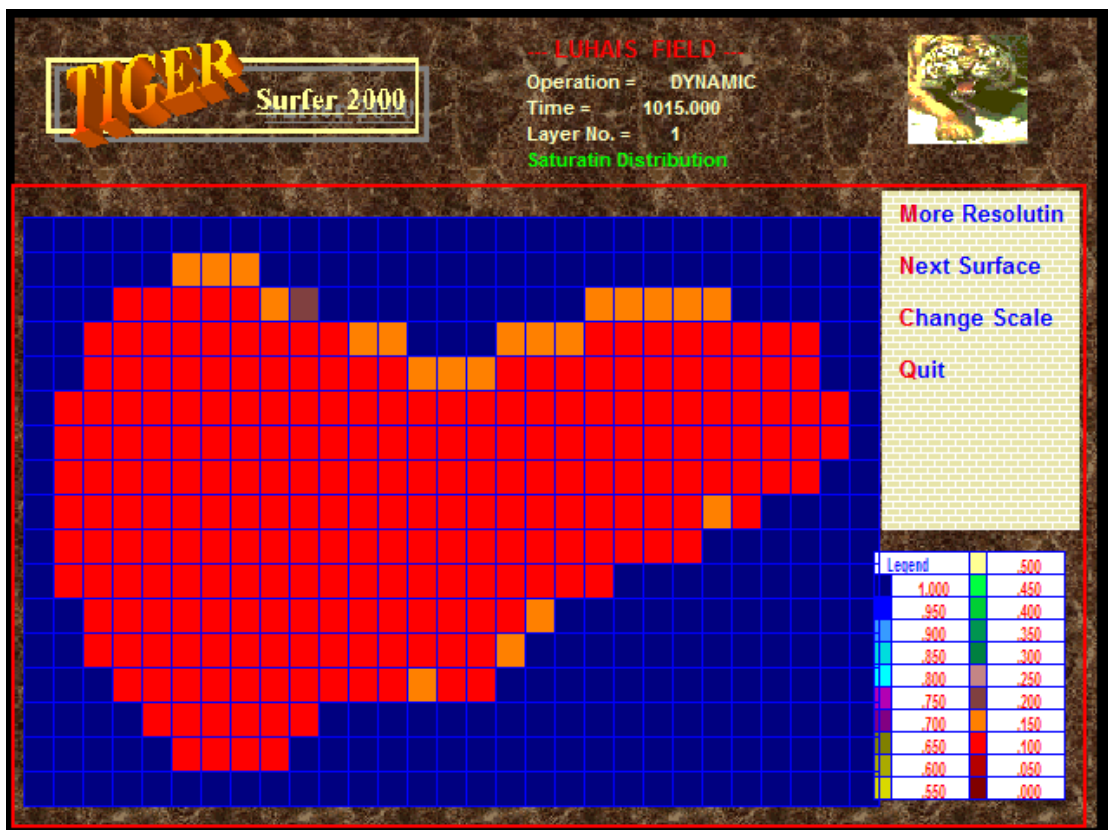 TIGER
Surfer 2000
--- LUHAIS FIELD ---
Operation = DYNAMIC
Time = 1015.000
Layer No. = 1
Saturatin Distribution
More Resolutin
Next Surface
Change Scale
Quit
Legend .500
1.000 .450
.950 .400
.900 .350
.850 .300
.800 .250
.750 .200
.700 .150
.650 .100
.600 .050
.550 .000